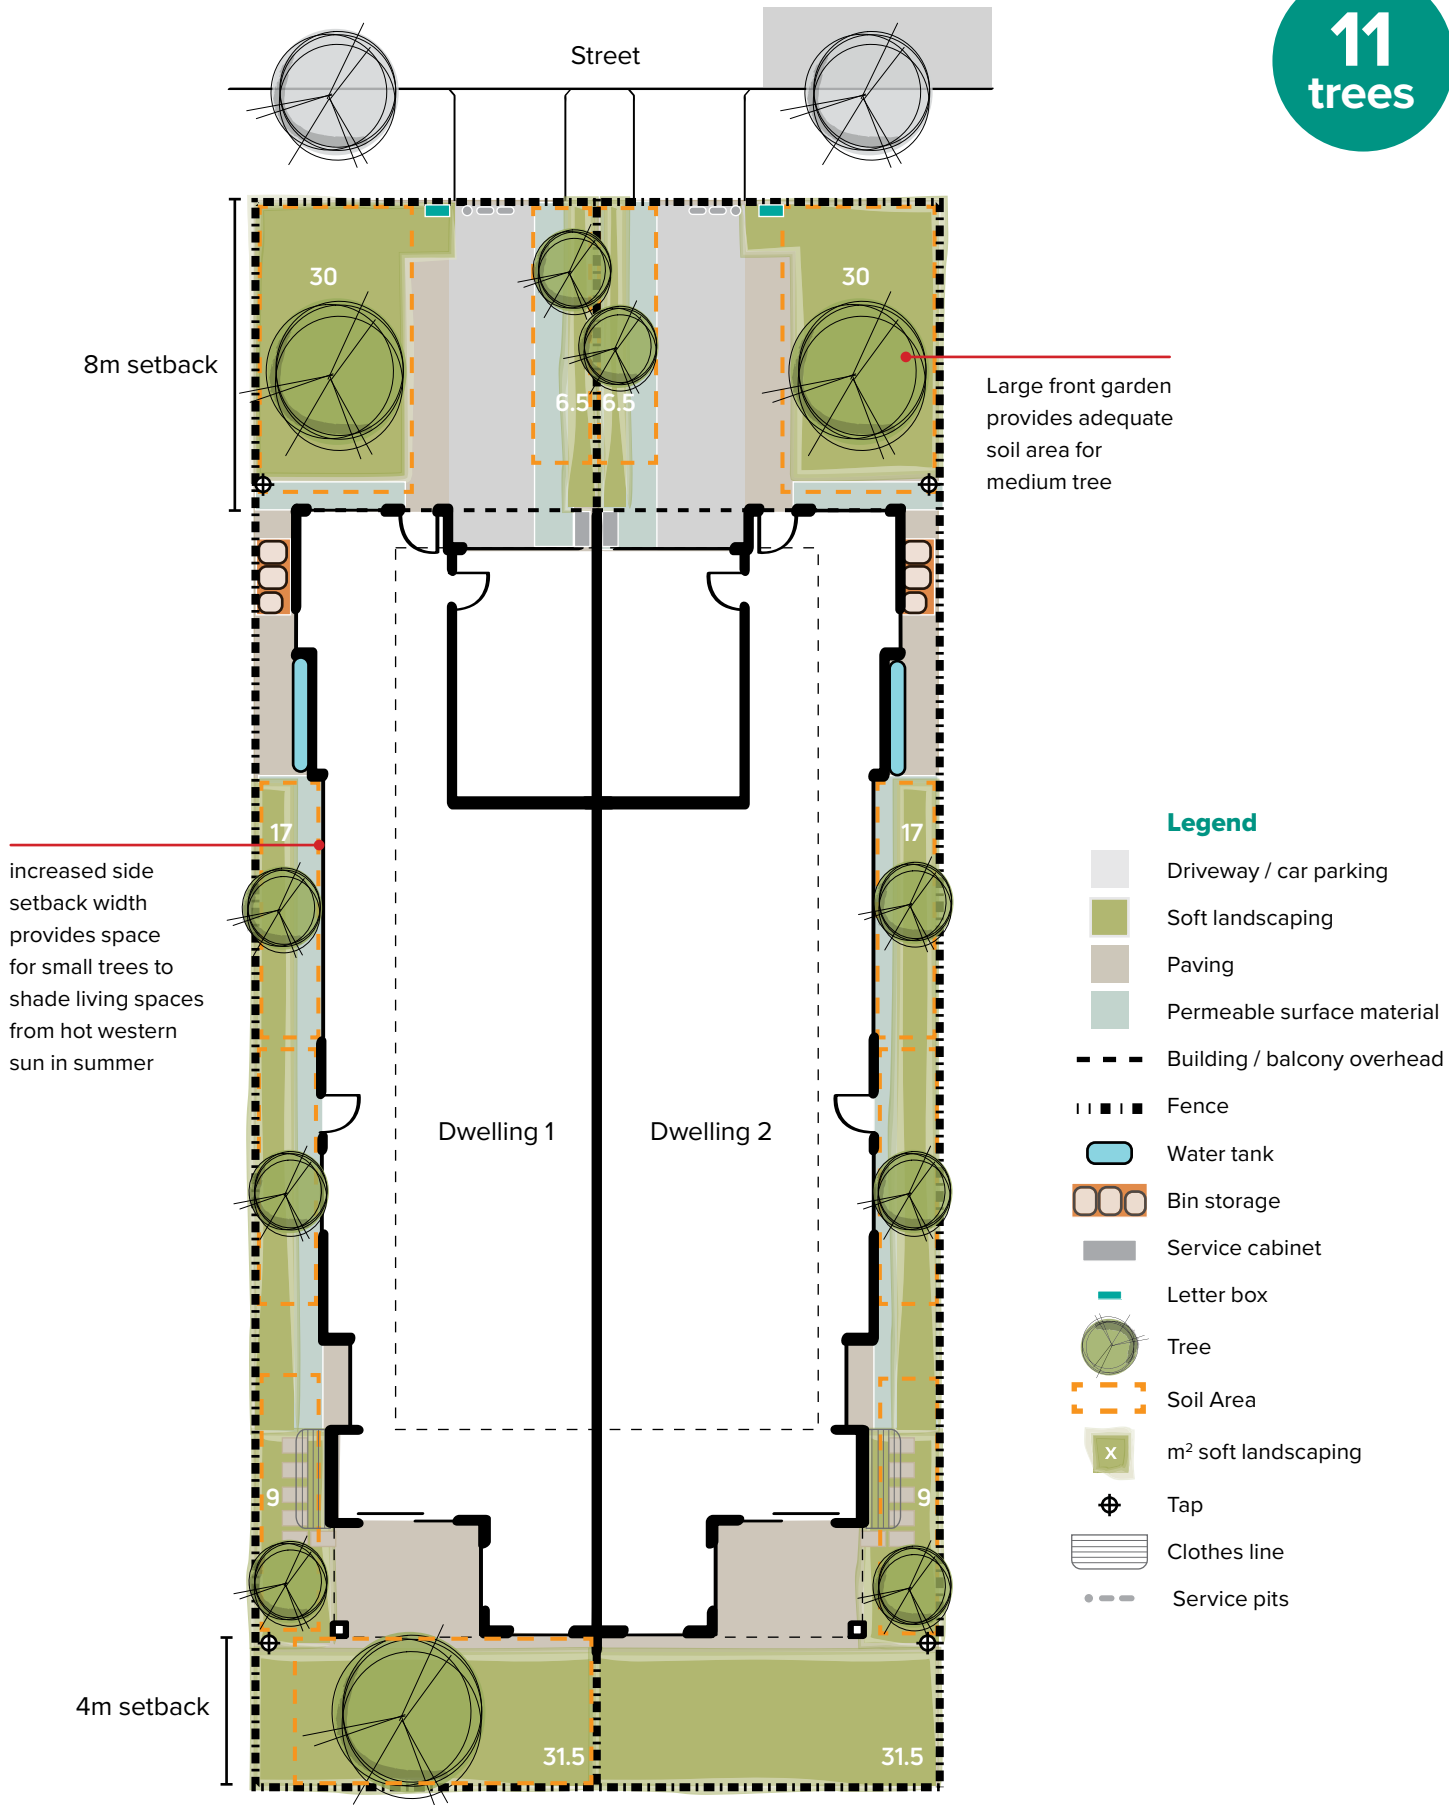 11
trees
Street
30
30
8m setback
6.5
6.5
Large front garden
provides adequate
soil area for
medium tree
17
17
increased side
setback width
provides space
for small trees to
shade living spaces
from hot western
sun in summer
Dwelling 1
Dwelling 2
9
9
4m setback
31.5
31.5
Legend
Driveway / car parking
Soft landscaping
Paving
Permeable surface material
Building / balcony overhead
Fence
Water tank
Bin storage
Service cabinet
Letter box
Tree
Soil Area
x
m² soft landscaping
Tap
Clothes line
Service pits